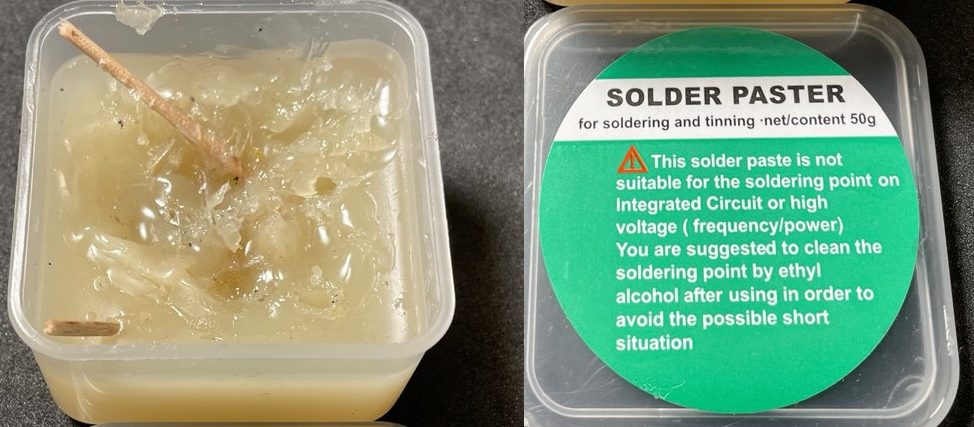 SOLDER PASTER
for soldering and tinning ·net/content 50g
This solder paste is not
suitable for the soldering point on
Integrated Circuit or high
voltage ( frequency/power)
You are suggested to clean the
soldering point by ethyl
alcohol after using in order to
avoid the possible short
situation